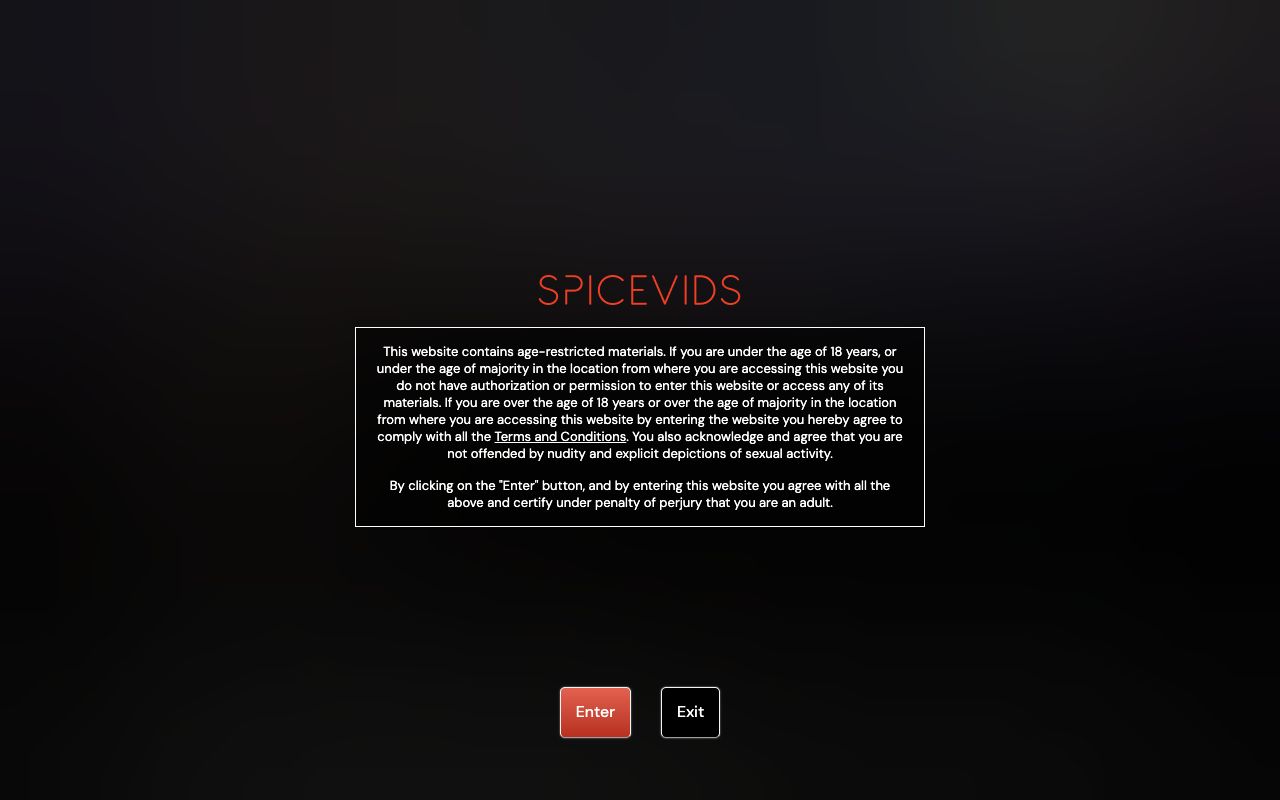 SPICEVIDS
This website contains age-restricted materials. If you are under the age of 18 years, or
under the age of majority in the location from where you are accessing this website you
do not have authorization or permission to enter this website or access any of its
materials. If you are over the age of 18 years or over the age of majority in the location
from where you are accessing this website by entering the website you hereby agree to
comply with all the Terms and Conditions. You also acknowledge and agree that you are
not offended by nudity and explicit depictions of sexual activity.
By clicking on the "Enter" button, and by entering this website you agree with all the
above and certify under penalty of perjury that you are an adult.
Enter Exit